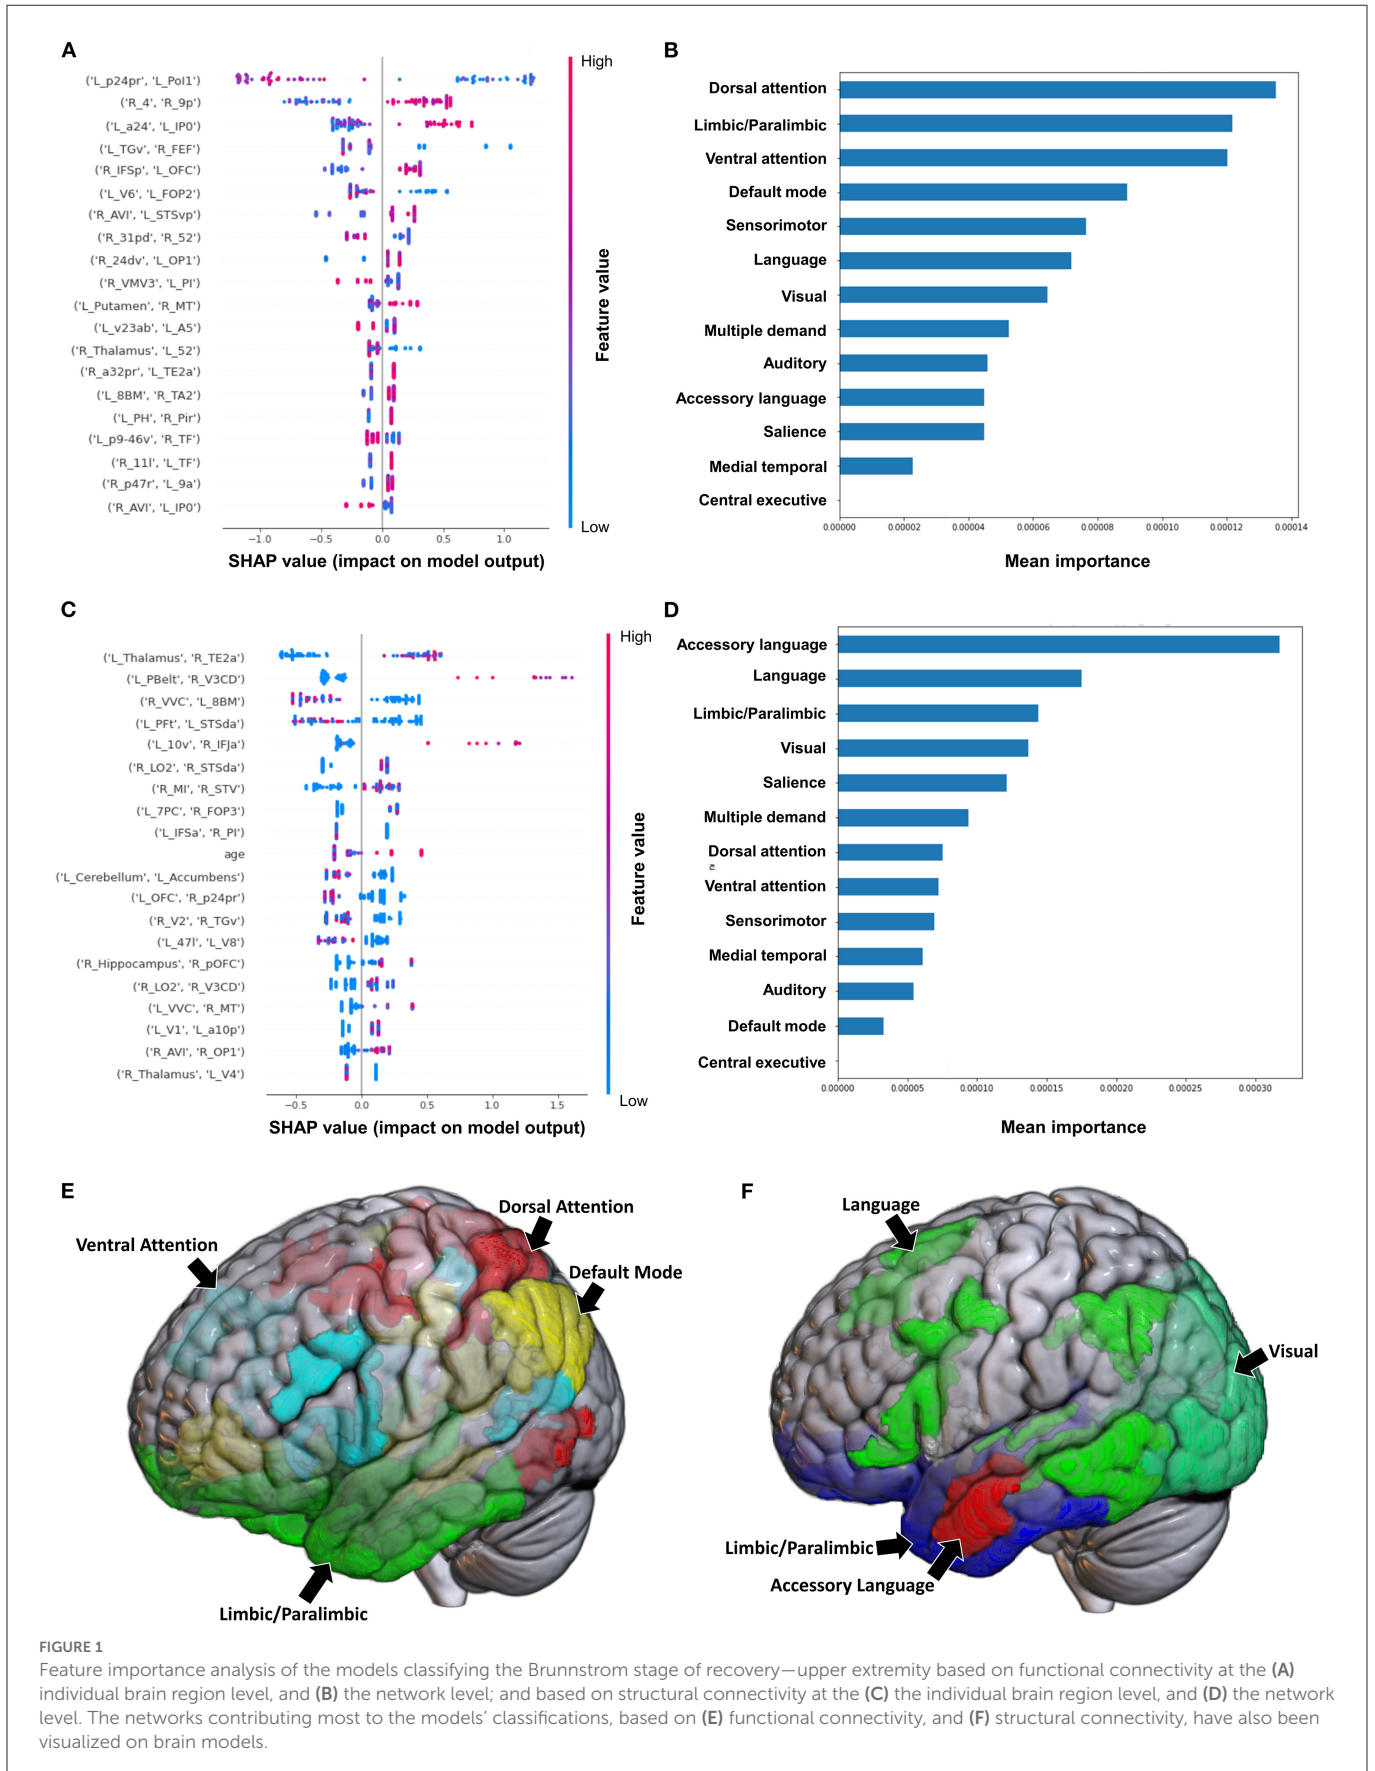 A
High
('L_p24pr', 'L_PoI1')
('R_4', 'R_9p')
('L_a24', 'L_IP0')
('L_TGv', 'R_FEF')
('R_IFSp', 'L_OFC')
('L_V6', 'L_FOP2')
('R_AVI', 'L_STSvp')
('R_31pd', 'R_52')
('R_24dv', 'L_OP1')
('R_VMV3', 'L_PI')
('L_Putamen', 'R_MT')
('L_v23ab', 'L_A5')
('R_Thalamus', 'L_52')
('R_a32pr', 'L_TE2a')
('L_8BM', 'R_TA2')
('L_PH', 'R_Pir')
('L_p9-46v', 'R_TF')
('R_11l', 'L_TF')
('R_p47r', 'L_9a')
('R_AVI', 'L_IP0')
Feature value
Low
−1.0 −0.5 0.0 0.5 1.0
SHAP value (impact on model output)
B
Dorsal attention
Limbic/Paralimbic
Ventral attention
Default mode
Sensorimotor
Language
Visual
Multiple demand
Auditory
Accessory language
Salience
Medial temporal
Central executive
0.00000 0.00002 0.00004 0.00006 0.00008 0.00010 0.00012 0.00014
Mean importance
C
High
('L_Thalamus', 'R_TE2a')
('L_PBelt', 'R_V3CD')
('R_VVC', 'L_8BM')
('L_PFt', 'L_STSda')
('L_10v', 'R_IFJa')
('R_LO2', 'R_STSda')
('R_MI', 'R_STV')
('L_7PC', 'R_FOP3')
('L_IFSa', 'R_PI')
age
('L_Cerebellum', 'L_Accumbens')
('L_OFC', 'R_p24pr')
('R_V2', 'R_TGv')
('L_47l', 'L_V8')
('R_Hippocampus', 'R_pOFC')
('R_LO2', 'R_V3CD')
('L_VVC', 'R_MT')
('L_V1', 'L_a10p')
('R_AVI', 'R_OP1')
('R_Thalamus', 'L_V4')
Feature value
Low
−0.5 0.0 0.5 1.0 1.5
SHAP value (impact on model output)
D
Accessory language
Language
Limbic/Paralimbic
Visual
Salience
Multiple demand
Dorsal attention
Ventral attention
Sensorimotor
Medial temporal
Auditory
Default mode
Central executive
0.00000 0.00005 0.00010 0.00015 0.00020 0.00025 0.00030
Mean importance
E
Dorsal Attention
Ventral Attention
Default Mode
Limbic/Paralimbic
F
Language
Visual
Limbic/Paralimbic
Accessory Language
FIGURE 1
Feature importance analysis of the models classifying the Brunnstrom stage of recovery—upper extremity based on functional connectivity at the (A)
individual brain region level, and (B) the network level; and based on structural connectivity at the (C) the individual brain region level, and (D) the network
level. The networks contributing most to the models' classifications, based on (E) functional connectivity, and (F) structural connectivity, have also been
visualized on brain models.